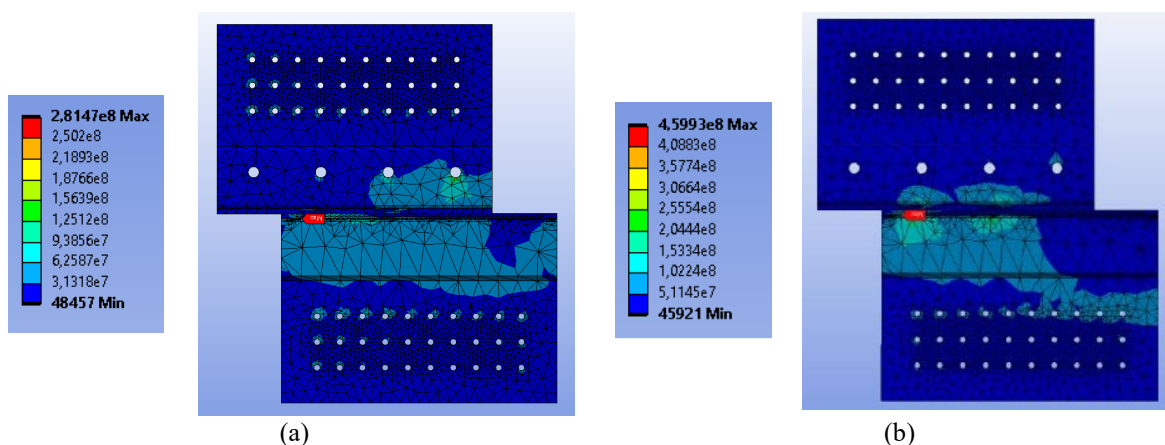 2,8147e8 Max
2,502e8
2,1893e8
1,8766e8
1,5639e8
1,2512e8
9,3856e7
6,2587e7
3,1318e7
48457 Min
Max
(a)
4,5993e8 Max
4,0883e8
3,5774e8
3,0664e8
2,5554e8
2,0444e8
1,5334e8
1,0224e8
5,1145e7
45921 Min
Max
(b)